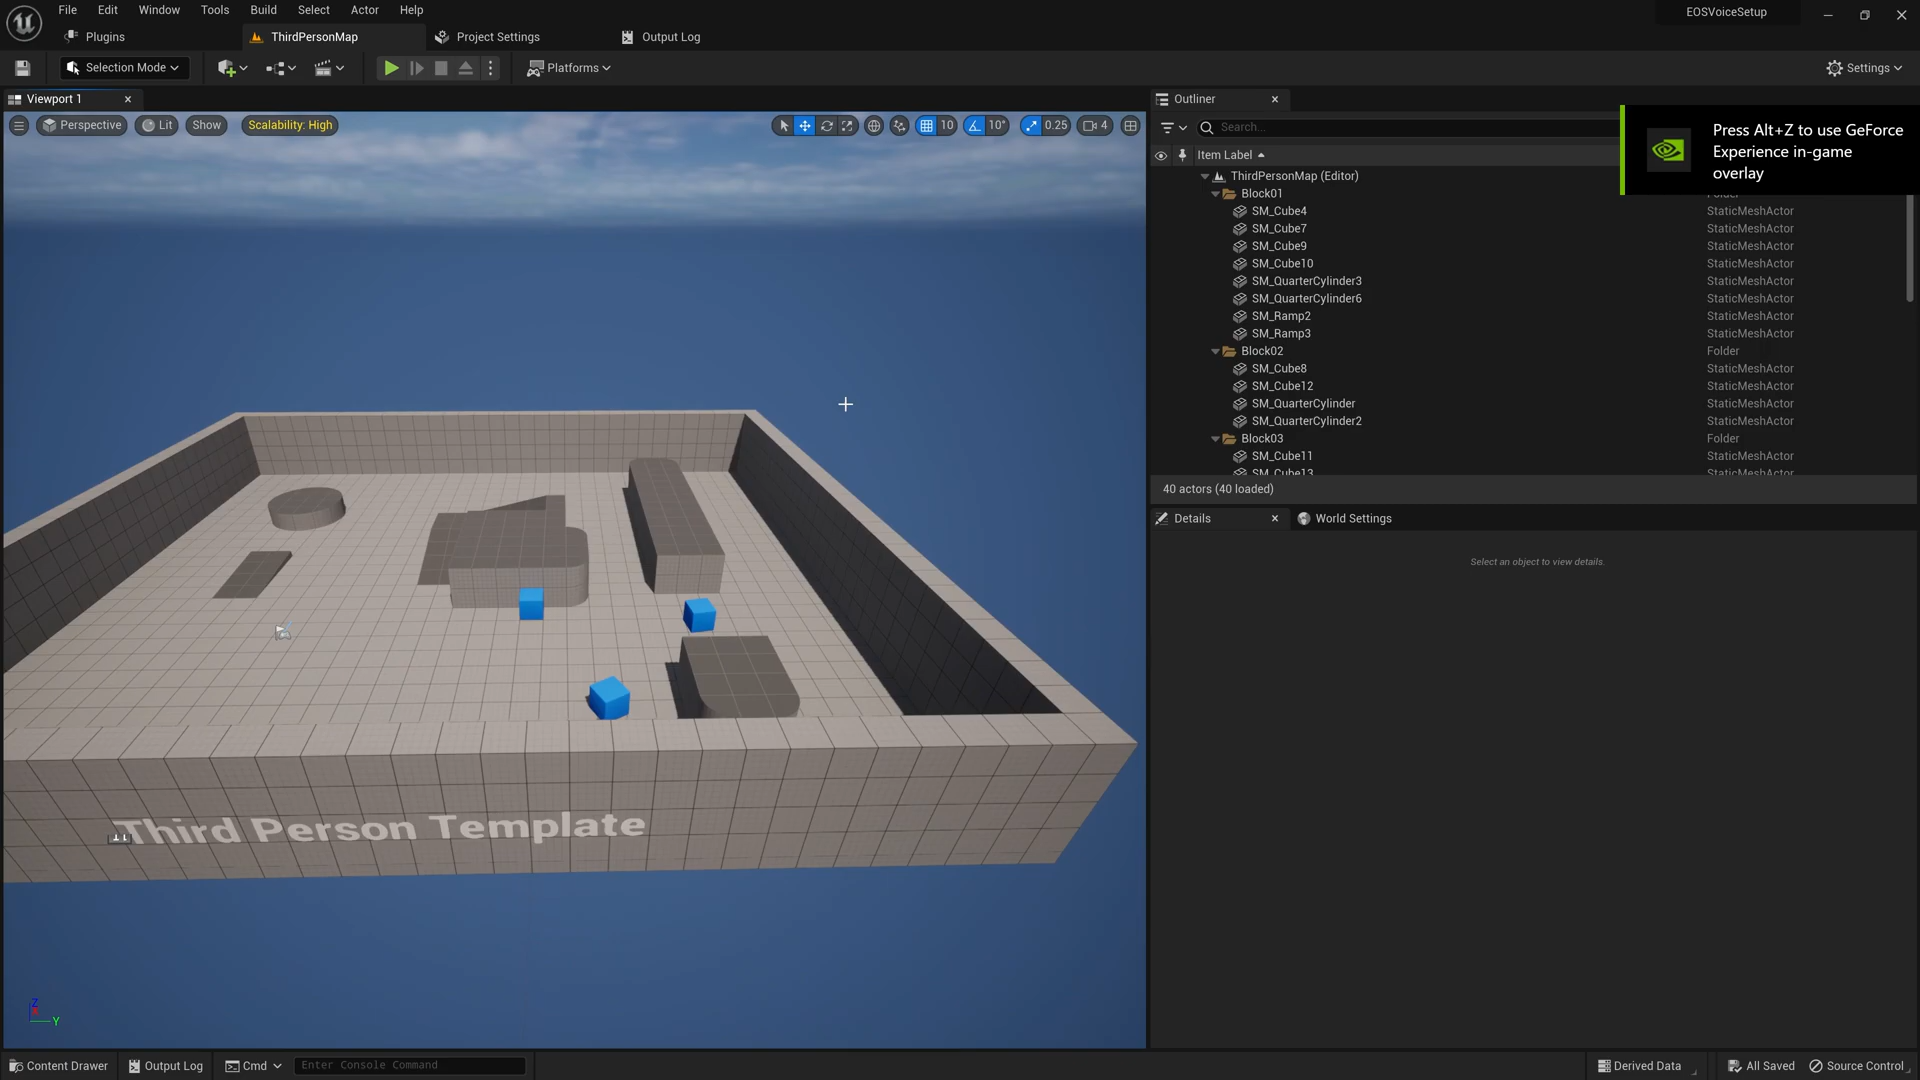 File Edit Window Tools Build Select Actor Help
EOSVoiceSetup
Plugins ThirdPersonMap Project Settings Output Log
Selection Mode Platforms Settings
Viewport 1
Outliner
Perspective Lit Show Scalability: High 10 10° 0.25 4
Search...
Press Alt+Z to use GeForce
Experience in-game
overlay
Item Label
ThirdPersonMap (Editor)
Block01 Folder
SM_Cube4 StaticMeshActor
SM_Cube7 StaticMeshActor
SM_Cube9 StaticMeshActor
SM_Cube10 StaticMeshActor
SM_QuarterCylinder3 StaticMeshActor
SM_QuarterCylinder6 StaticMeshActor
SM_Ramp2 StaticMeshActor
SM_Ramp3 StaticMeshActor
Block02 Folder
SM_Cube8 StaticMeshActor
SM_Cube12 StaticMeshActor
SM_QuarterCylinder StaticMeshActor
SM_QuarterCylinder2 StaticMeshActor
Block03 Folder
SM_Cube11 StaticMeshActor
SM_Cube13 StaticMeshActor
40 actors (40 loaded)
Details World Settings
Select an object to view details.
Third Person Template
Z
Y
Content Drawer Output Log Cmd Enter Console Command Derived Data All Saved Source Control